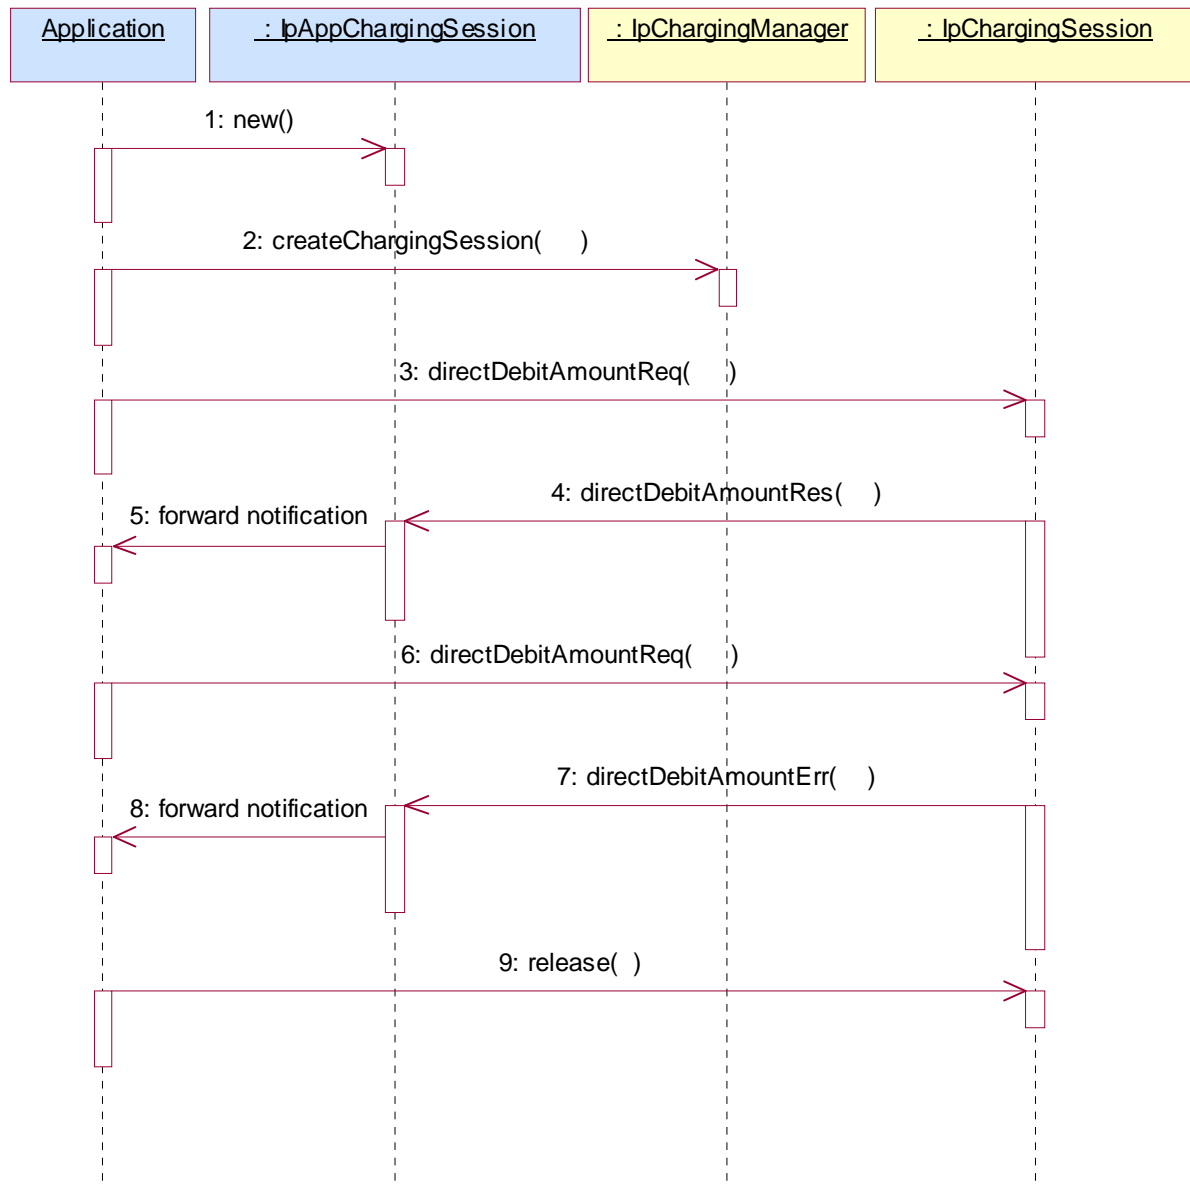 Application
: IpAppChargingSession
: IpChargingManager
: IpChargingSession
1: new()
2: createChargingSession( )
3: directDebitAmountReq( )
4: directDebitAmountRes( )
5: forward notification
6: directDebitAmountReq( )
7: directDebitAmountErr( )
8: forward notification
9: release( )